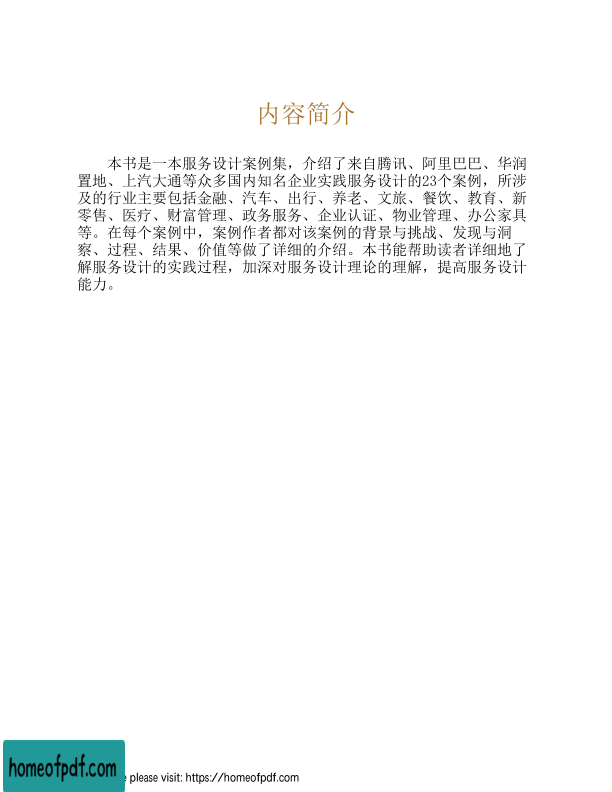 内容简介
本书是一本服务设计案例集，介绍了来自腾讯、阿里巴巴、华润
置地、上汽大通等众多国内知名企业实践服务设计的23个案例，所涉
及的行业主要包括金融、汽车、出行、养老、文旅、餐饮、教育、新
零售、医疗、财富管理、政务服务、企业认证、物业管理、办公家具
等。在每个案例中，案例作者都对该案例的背景与挑战、发现与洞
察、过程、结果、价值等做了详细的介绍。本书能帮助读者详细地了
解服务设计的实践过程，加深对服务设计理论的理解，提高服务设计
能力。
homeofpdf.com
please visit: https://homeofpdf.com